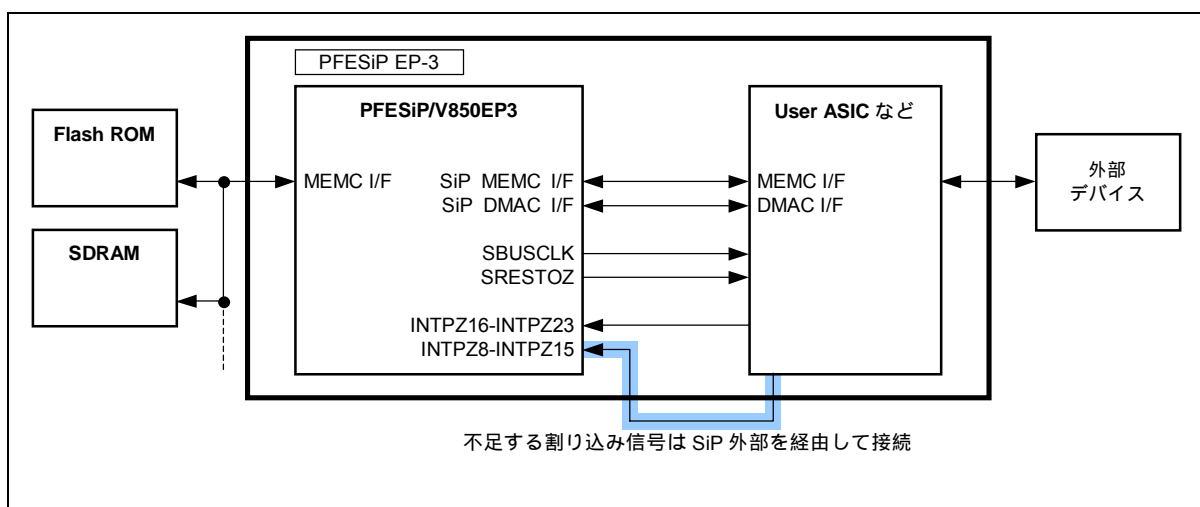 PFESiP EP-3
PFESiP/V850EP3
User ASIC など
Flash ROM
MEMC I/F
SiP MEMC I/F
MEMC I/F
外部
デバイス
SiP DMAC I/F
DMAC I/F
SDRAM
SBUSCLK
SRESTOZ
INTPZ16-INTPZ23
INTPZ8-INTPZ15
不足する割り込み信号は SiP 外部を経由して接続